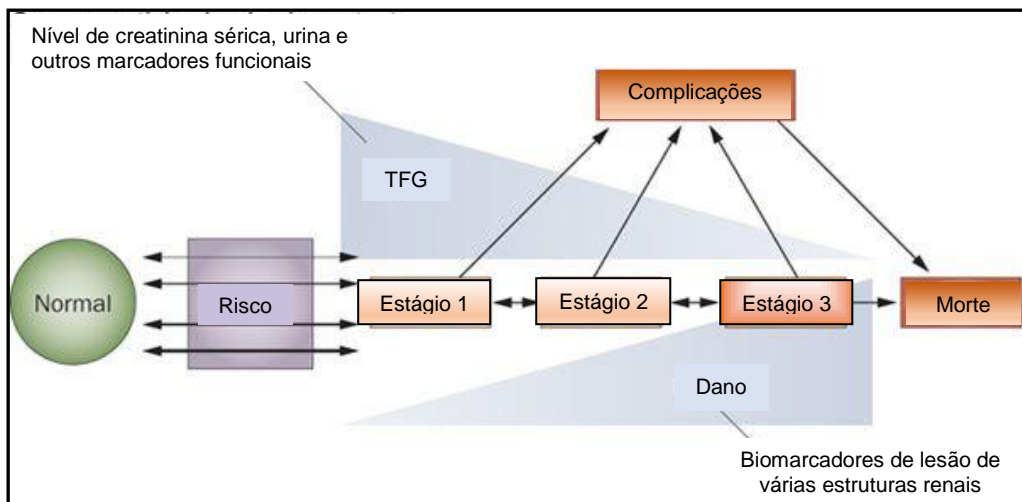 Nível de creatinina sérica, urina e
outros marcadores funcionais
Complicações
TFG
Normal
Risco
Estágio 1
Estágio 2
Estágio 3
Morte
Dano
Biomarcadores de lesão de
várias estruturas renais